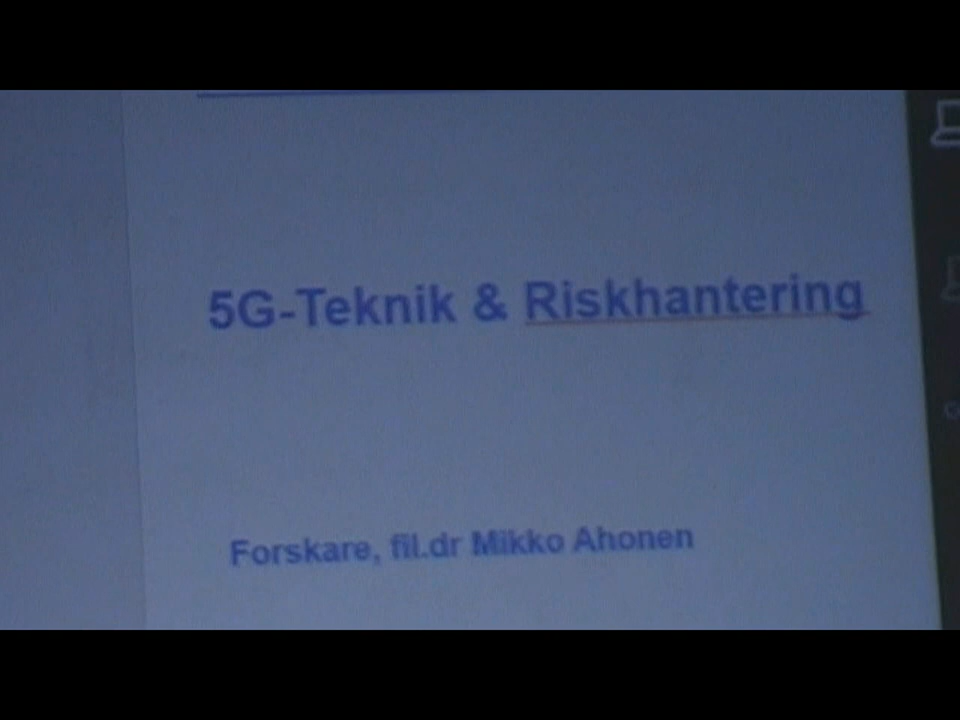 5G-Teknik & Riskhantering
Forskare, fil.dr Mikko Ahonen